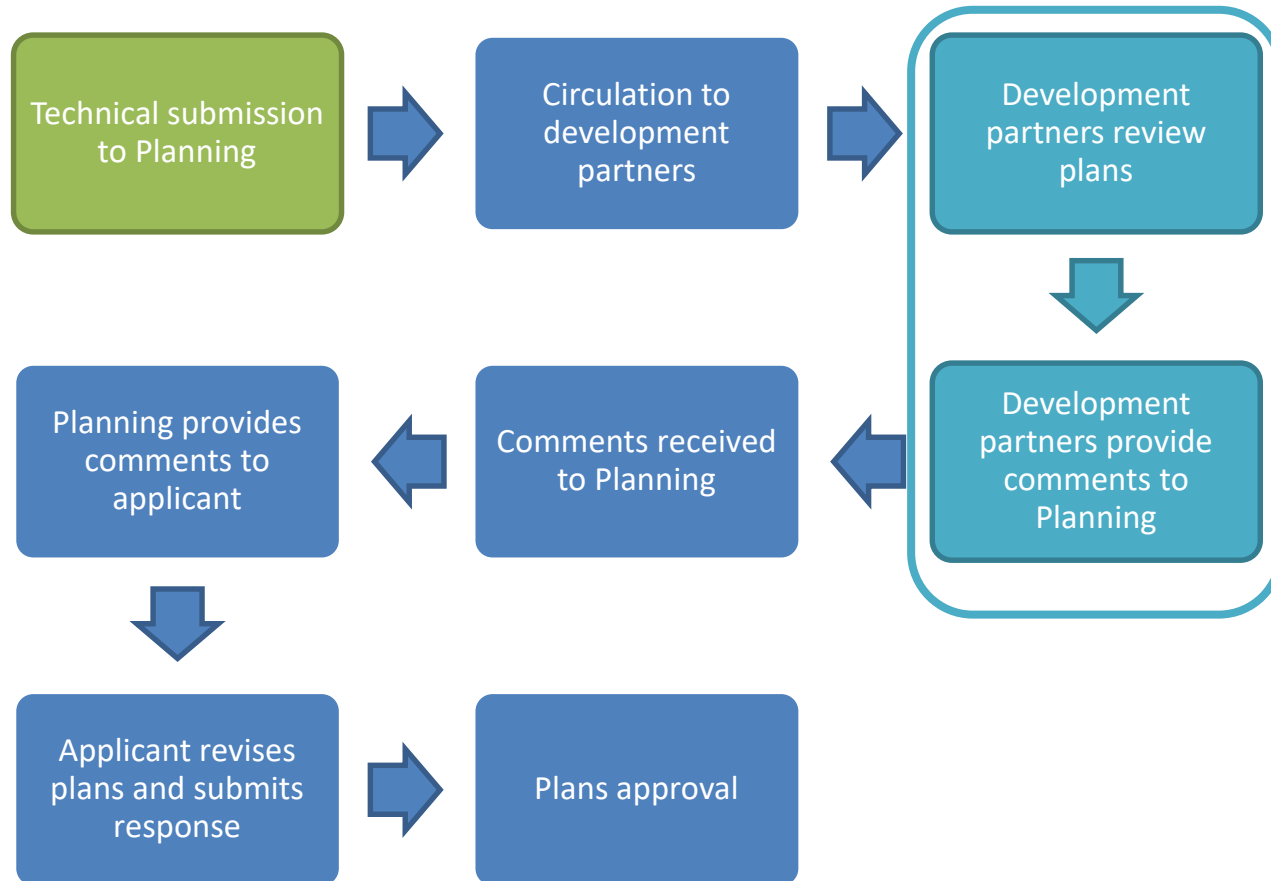 Technical submission
to Planning
Circulation to
development
partners
Development
partners review
plans
Development
partners provide
comments to
Planning
Comments received
to Planning
Planning provides
comments to
applicant
Applicant revises
plans and submits
response
Plans approval